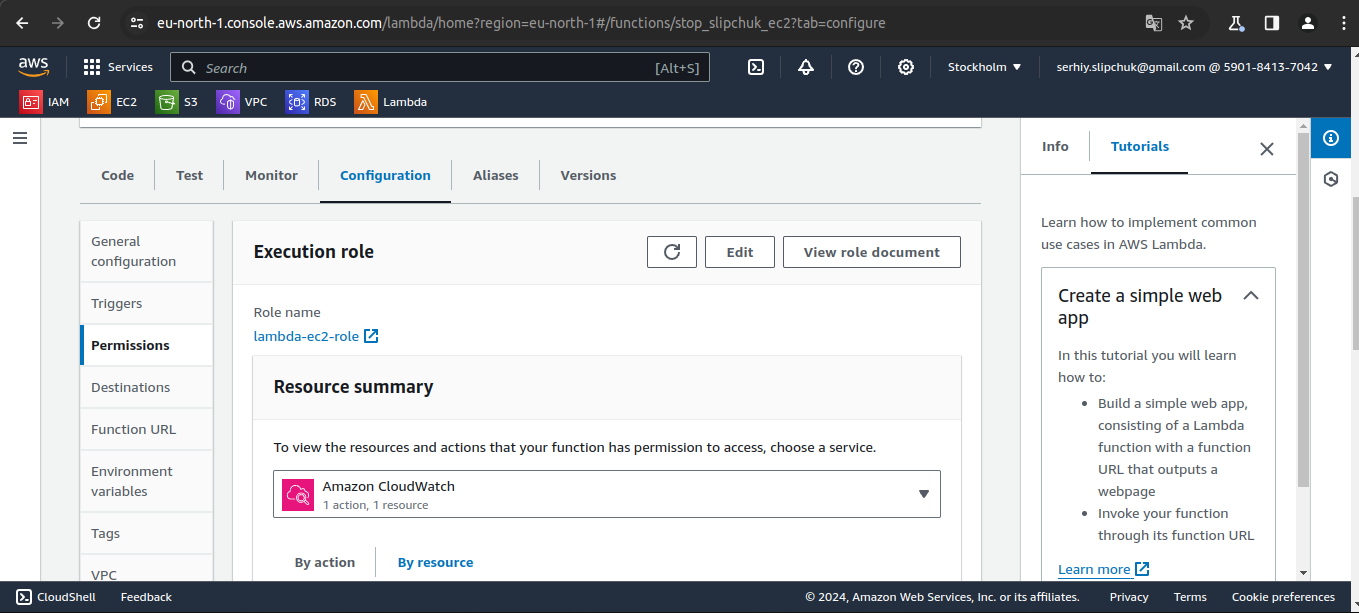 eu-north-1.console.aws.amazon.com/lambda/home?region=eu-north-1#/functions/stop_slipchuk_ec2?tab=configure
aws
Services
Search
[Alt+S]
Stockholm
serhiy.slipchuk@gmail.com @ 5901-8413-7042
IAM
EC2
S3
VPC
RDS
Lambda
Code
Test
Monitor
Configuration
Aliases
Versions
General
configuration
Triggers
Permissions
Destinations
Function URL
Environment
variables
Tags
VPC
Execution role
Edit
View role document
Role name
lambda-ec2-role
Resource summary
To view the resources and actions that your function has permission to access, choose a service.
Amazon CloudWatch
1 action, 1 resource
By action
By resource
Info
Tutorials
Learn how to implement common
use cases in AWS Lambda.
Create a simple web
app
In this tutorial you will learn
how to:
• Build a simple web app,
consisting of a Lambda
function with a function
URL that outputs a
webpage
• Invoke your function
through its function URL
Learn more
CloudShell
Feedback
© 2024, Amazon Web Services, Inc. or its affiliates.
Privacy
Terms
Cookie preferences